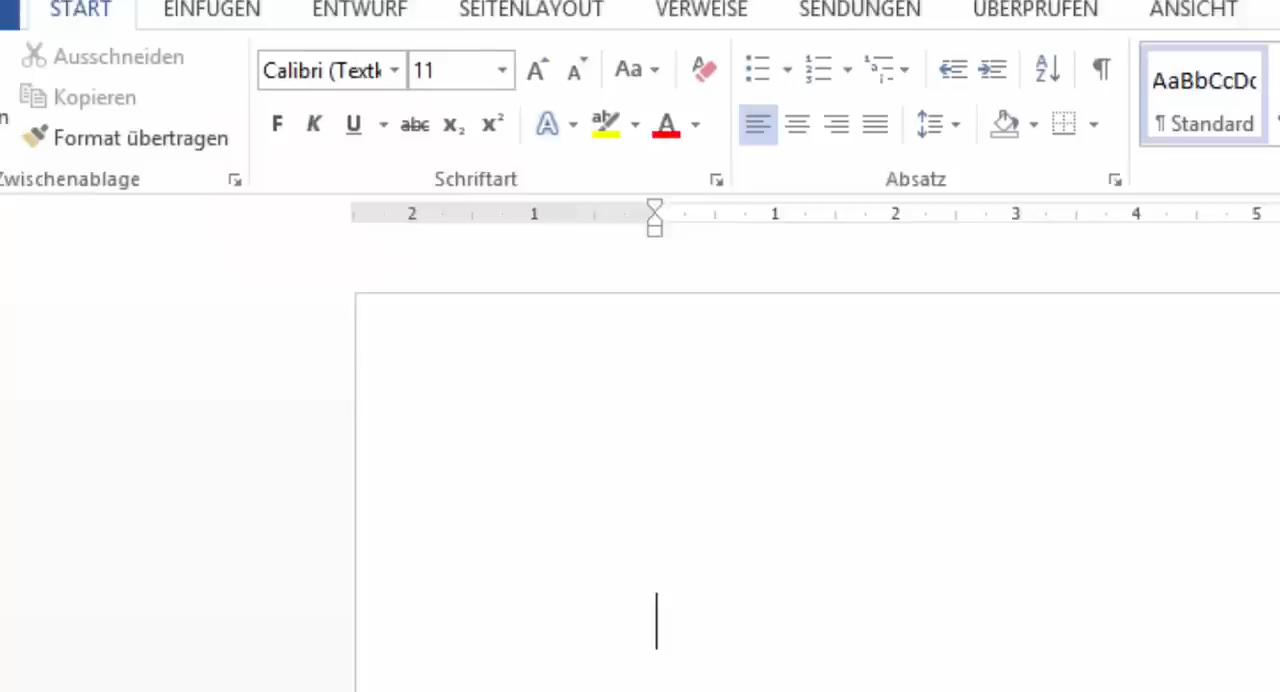 START EINFÜGEN ENTWURF SEITENLAYOUT VERWEISE SENDUNGEN ÜBERPRÜFEN ANSICHT
Ausschneiden
Kopieren
Format übertragen
Zwischenablage
Calibri (Textk 11 A A Aa
F K U abc x₂ x² A aby A
Schriftart
Absatz
AaBbCcDc
¶ Standard
2 1 1 2 3 4 5